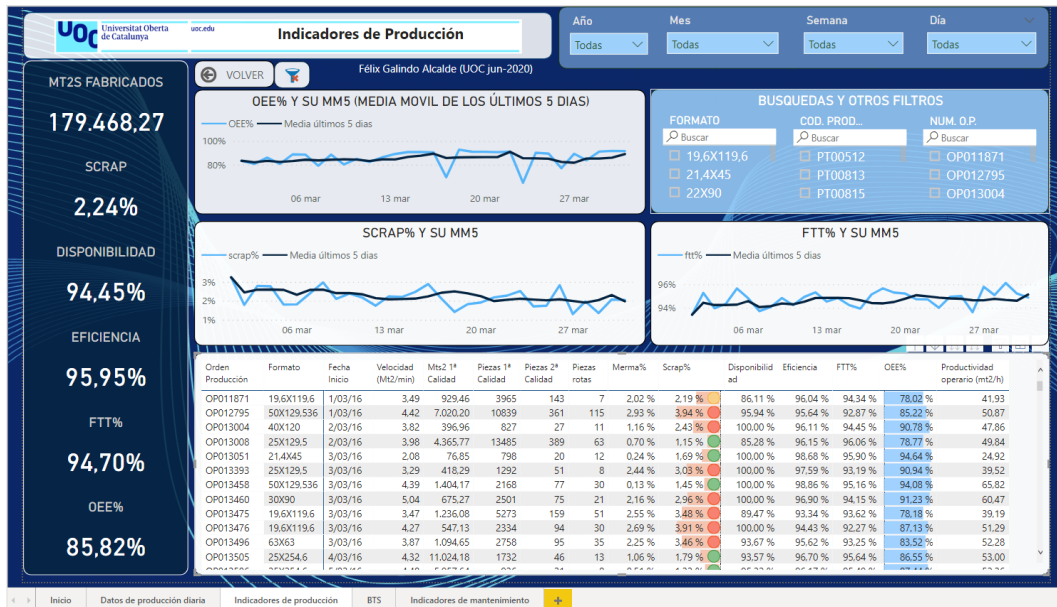 UOC Universitat Oberta
de Catalunya
uoc.edu
Indicadores de Producción
Año Mes Semana Día
Todas Todas Todas Todas
VOLVER
Félix Galindo Alcalde (UOC jun-2020)
MT2S FABRICADOS
179.468,27
SCRAP
2,24%
DISPONIBILIDAD
94,45%
EFICIENCIA
95,95%
FTT%
94,70%
OEE%
85,82%
OEE% Y SU MM5 (MEDIA MOVIL DE LOS ÚLTIMOS 5 DIAS)
OEE% Media últimos 5 dias
100%
80%
06 mar 13 mar 20 mar 27 mar
BUSQUEDAS Y OTROS FILTROS
FORMATO COD. PROD... NUM. O.P.
Buscar Buscar Buscar
19,6X119,6 PT00512 OP011871
21,4X45 PT00813 OP012795
22X90 PT00815 OP013004
SCRAP% Y SU MM5
scrap% Media últimos 5 dias
3%
2%
1%
06 mar 13 mar 20 mar 27 mar
FTT% Y SU MM5
ftt% Media últimos 5 dias
96%
94%
06 mar 13 mar 20 mar 27 mar
Orden Formato Fecha Velocidad Mts2 1ª Piezas 1ª Piezas 2ª Piezas Merma% Scrap% Disponibilid Eficiencia FTT% OEE% Productividad
Producción Inicio (Mt2/min) Calidad Calidad Calidad rotas ad operario (mt2/h)
OP011871 19,6X119,6 1/03/16 3,49 929,46 3965 143 7 2,02 % 2,19 % 86,11 % 96,04 % 94,34 % 78,02 % 41.93
OP012795 50X129,536 1/03/16 4,42 7.020,20 10839 361 115 2,93 % 3,94 % 95,94 % 95,64 % 92,87 % 85,22 % 50.87
OP013004 40X120 2/03/16 3,82 396,96 827 27 11 1,16 % 2,43 % 100,00 % 96,11 % 94,45 % 90,78 % 47.86
OP013008 25X129,5 3/03/16 3,98 4.365,77 13485 389 63 0,70 % 1,15 % 85,28 % 96,15 % 96,06 % 78,77 % 49.84
OP013051 21,4X45 3/03/16 2,08 76,85 798 20 12 0,24 % 1,69 % 100,00 % 98,68 % 95,90 % 94,64 % 24.92
OP013393 25X129,5 3/03/16 3,29 418,29 1292 51 8 2,44 % 3,03 % 100,00 % 97,59 % 93,19 % 90,94 % 39.52
OP013458 50X129,536 3/03/16 4,39 1.404,17 2168 77 30 0,13 % 1,45 % 100,00 % 98,86 % 95,16 % 94,08 % 65.82
OP013460 30X90 3/03/16 5,04 675,27 2501 75 21 2,16 % 2,96 % 100,00 % 96,90 % 94,15 % 91,23 % 60.47
OP013475 19,6X119,6 3/03/16 3,47 1.236,08 5273 159 51 2,55 % 3,48 % 89,47 % 93,34 % 93,62 % 78,18 % 39.19
OP013476 19,6X119,6 3/03/16 4,27 547,13 2334 94 30 2,69 % 3,91 % 100,00 % 94,43 % 92,27 % 87,13 % 51.29
OP013496 63X63 3/03/16 3,87 1.094,65 2758 95 35 2,25 % 3,46 % 93,67 % 95,62 % 93,25 % 83,52 % 52.28
OP013505 25X254,6 4/03/16 4,32 11.024,18 1732 46 13 1,06 % 1,79 % 93,57 % 96,70 % 95,64 % 86,55 % 53.00
Inicio Datos de producción diaria Indicadores de producción BTS Indicadores de mantenimiento +